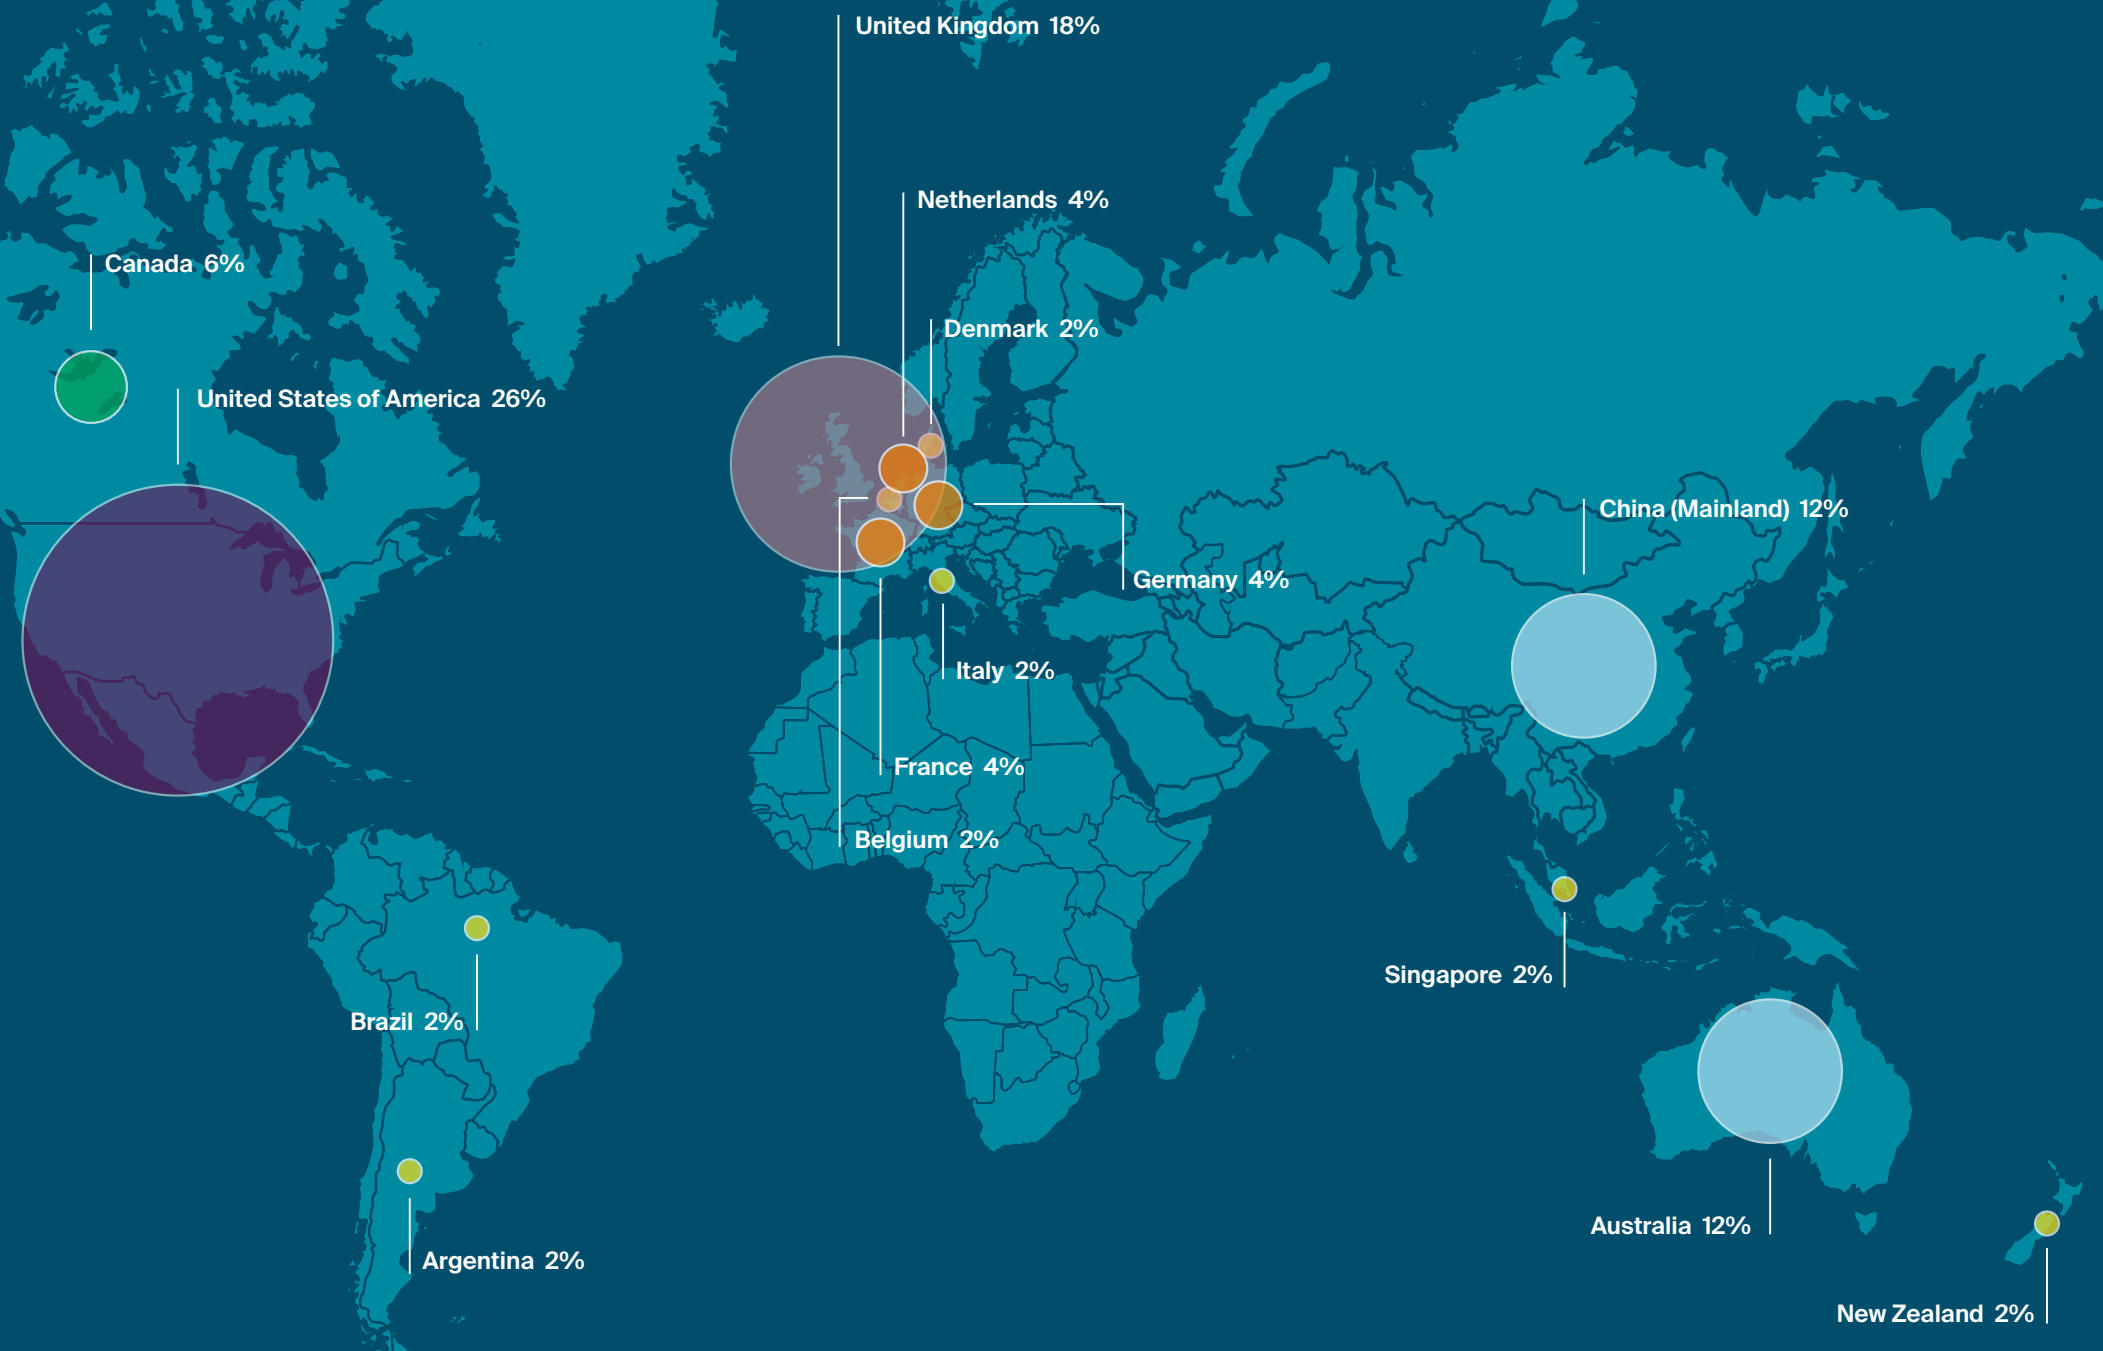 United Kingdom 18%
Netherlands 4%
Canada 6%
Denmark 2%
United States of America 26%
China (Mainland) 12%
Germany 4%
Italy 2%
France 4%
Belgium 2%
Singapore 2%
Brazil 2%
Australia 12%
Argentina 2%
New Zealand 2%